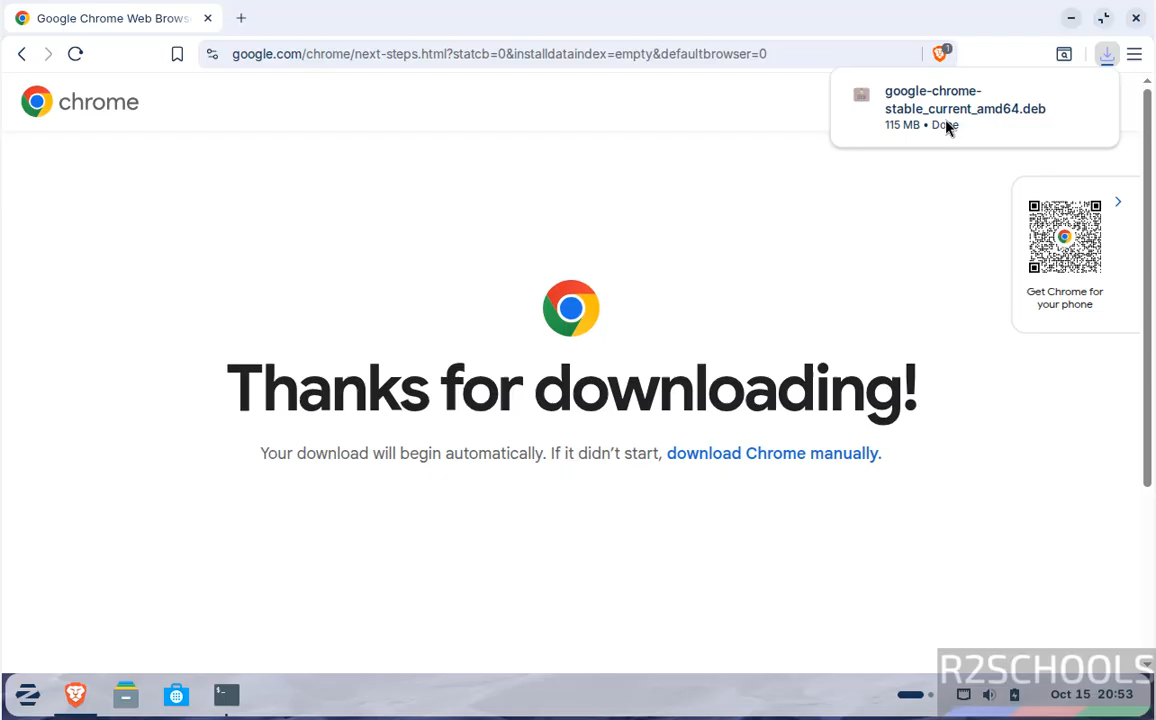 Google Chrome Web Brows
google.com/chrome/next-steps.html?statcb=0&installdataindex=empty&defaultbrowser=0
1
chrome
google-chrome-
stable_current_amd64.deb
115 MB • Done
Get Chrome for
your phone
Thanks for downloading!
Your download will begin automatically. If it didn’t start, download Chrome manually.
R2SCHOOLS
Oct 15 20:53